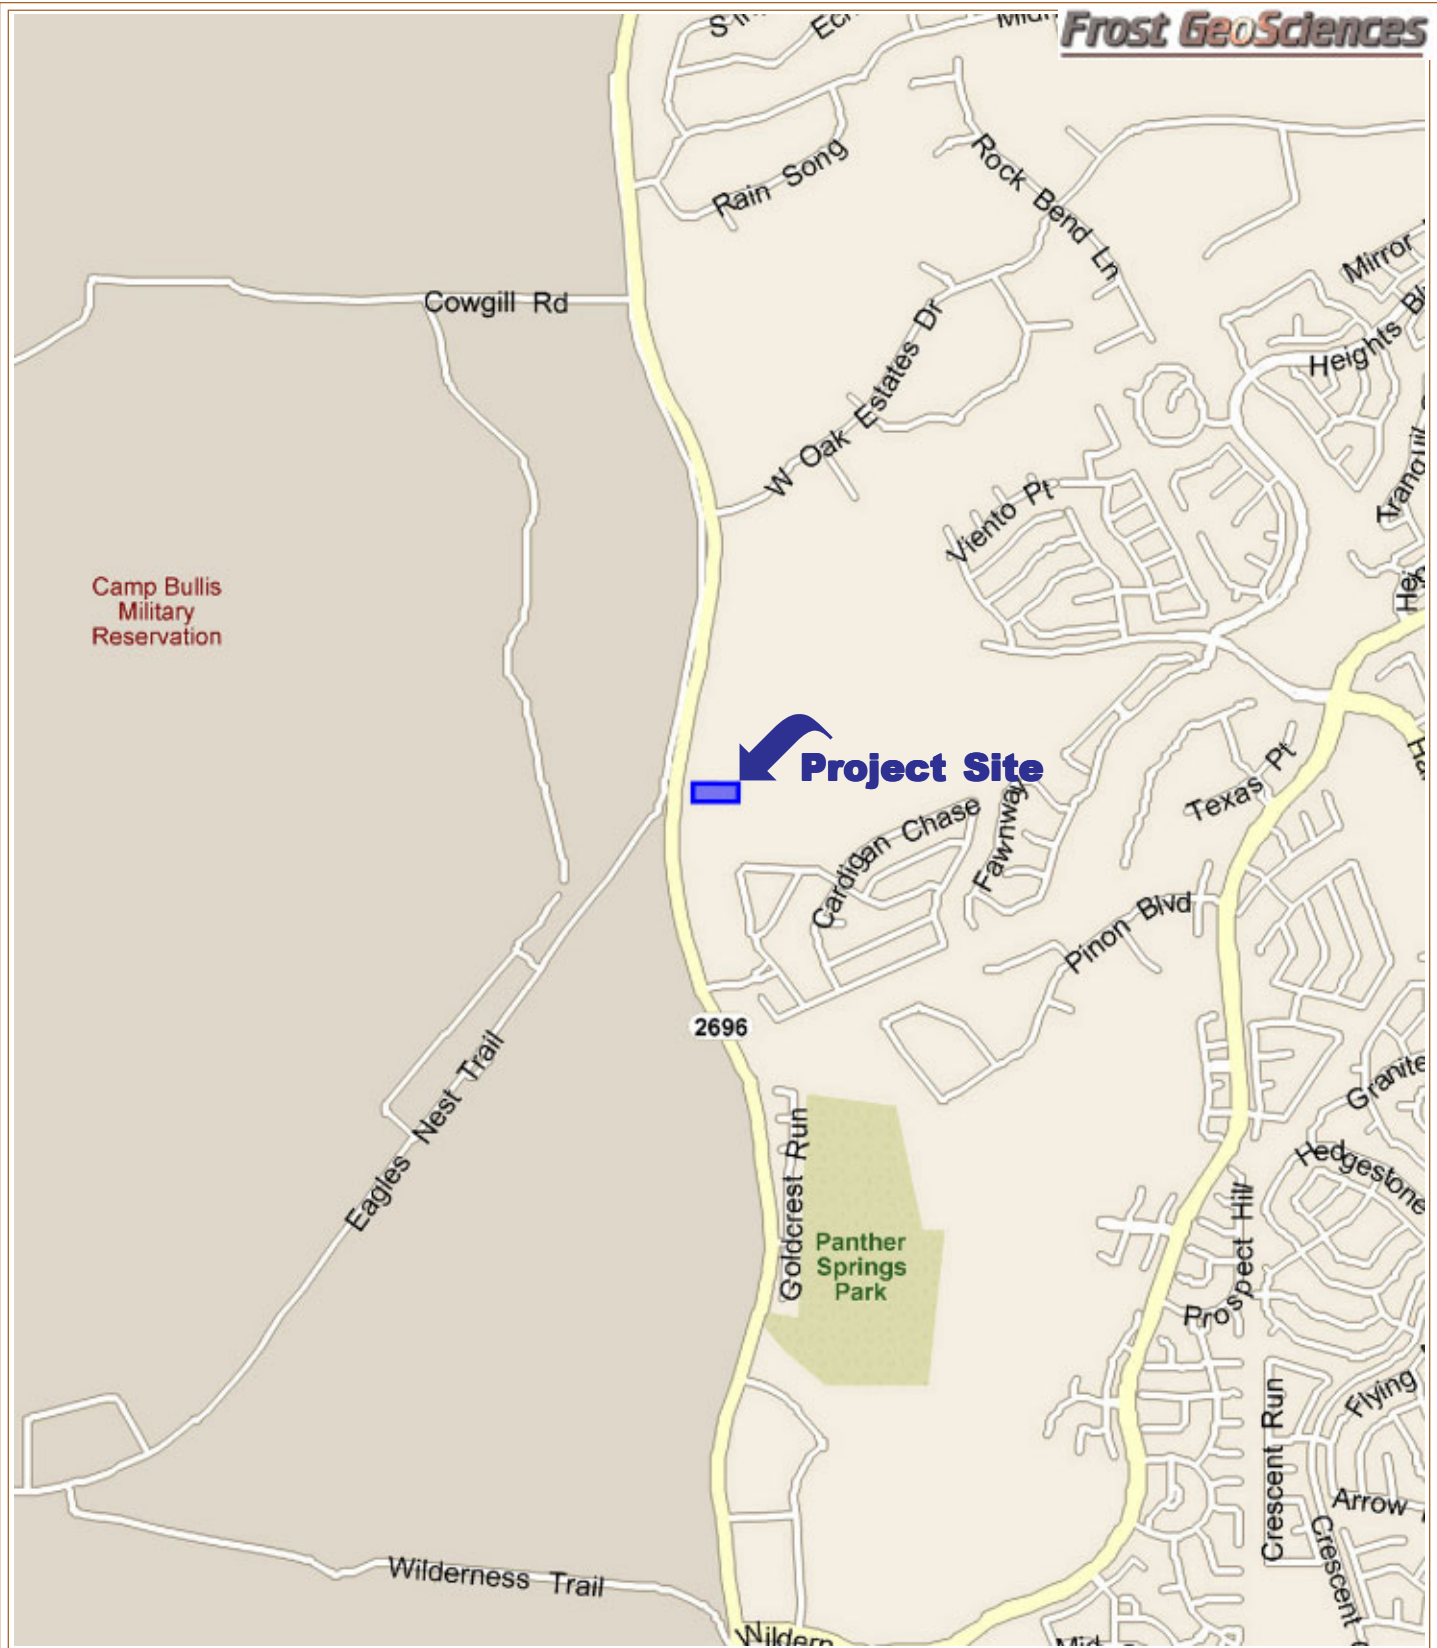 Frost GeoSciences
Rain Song
Rock Bend Ln
Mirror
Cowgill Rd
Heights
W Oak Estates Dr
Viento Pt
Camp Bullis
Military
Reservation
Project Site
Texas Pt
Cardigan Chase
Fawnway
Pinon Blvd
2696
Eagles Nest Trail
Granite
Goldcrest Run
Hedgestone
Prospect Hill
Panther
Springs
Park
Flying
Crescent Run
Arrow
Crescent
Wilderness Trail